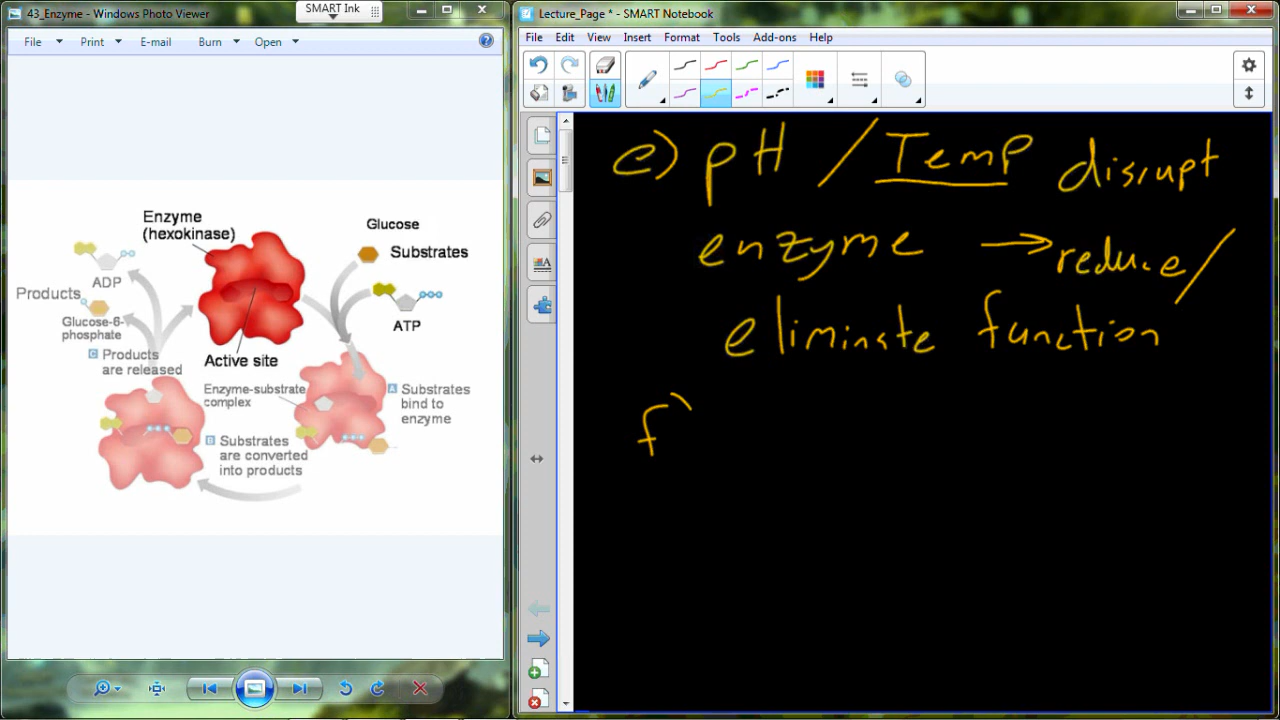 43_Enzyme - Windows Photo Viewer
SMART Ink
File Print E-mail Burn Open
Enzyme
(hexokinase)
Glucose
Substrates
ADP
Products
Glucose-6-
phosphate
ATP
C Products
are released
Active site
Enzyme-substrate
complex
A Substrates
bind to
enzyme
B Substrates
are converted
into products
Lecture_Page * - SMART Notebook
File Edit View Insert Format Tools Add-ons Help
e) pH / Temp disrupt
enzyme → reduce/
eliminate function
f)